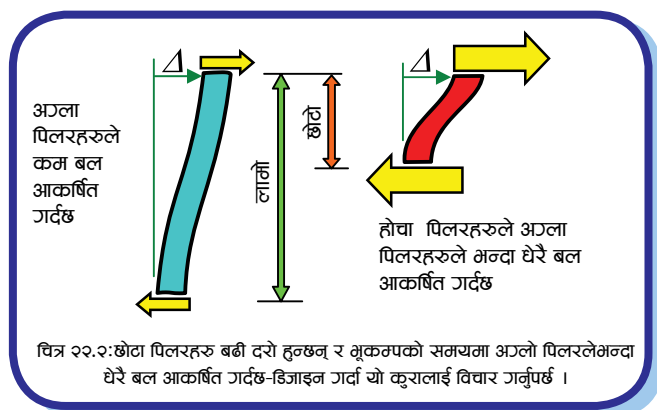 अग्ला
पिलरहरुले
कम बल
आकर्षित
गर्दछ
Δ
लामो
छोटो
Δ
होचा पिलरहरुले अग्ला
पिलरहरुले भन्दा धेरै बल
आकर्षित गर्दछ
चित्र २२.२:छोटा पिलरहरु बढी दरो हुन्छन् र भूकम्पको समयमा अग्लो पिलरलेभन्दा
धेरै बल आकर्षित गर्दछ-डिजाइन गर्दा यो कुरालाई विचार गर्नुपर्छ ।